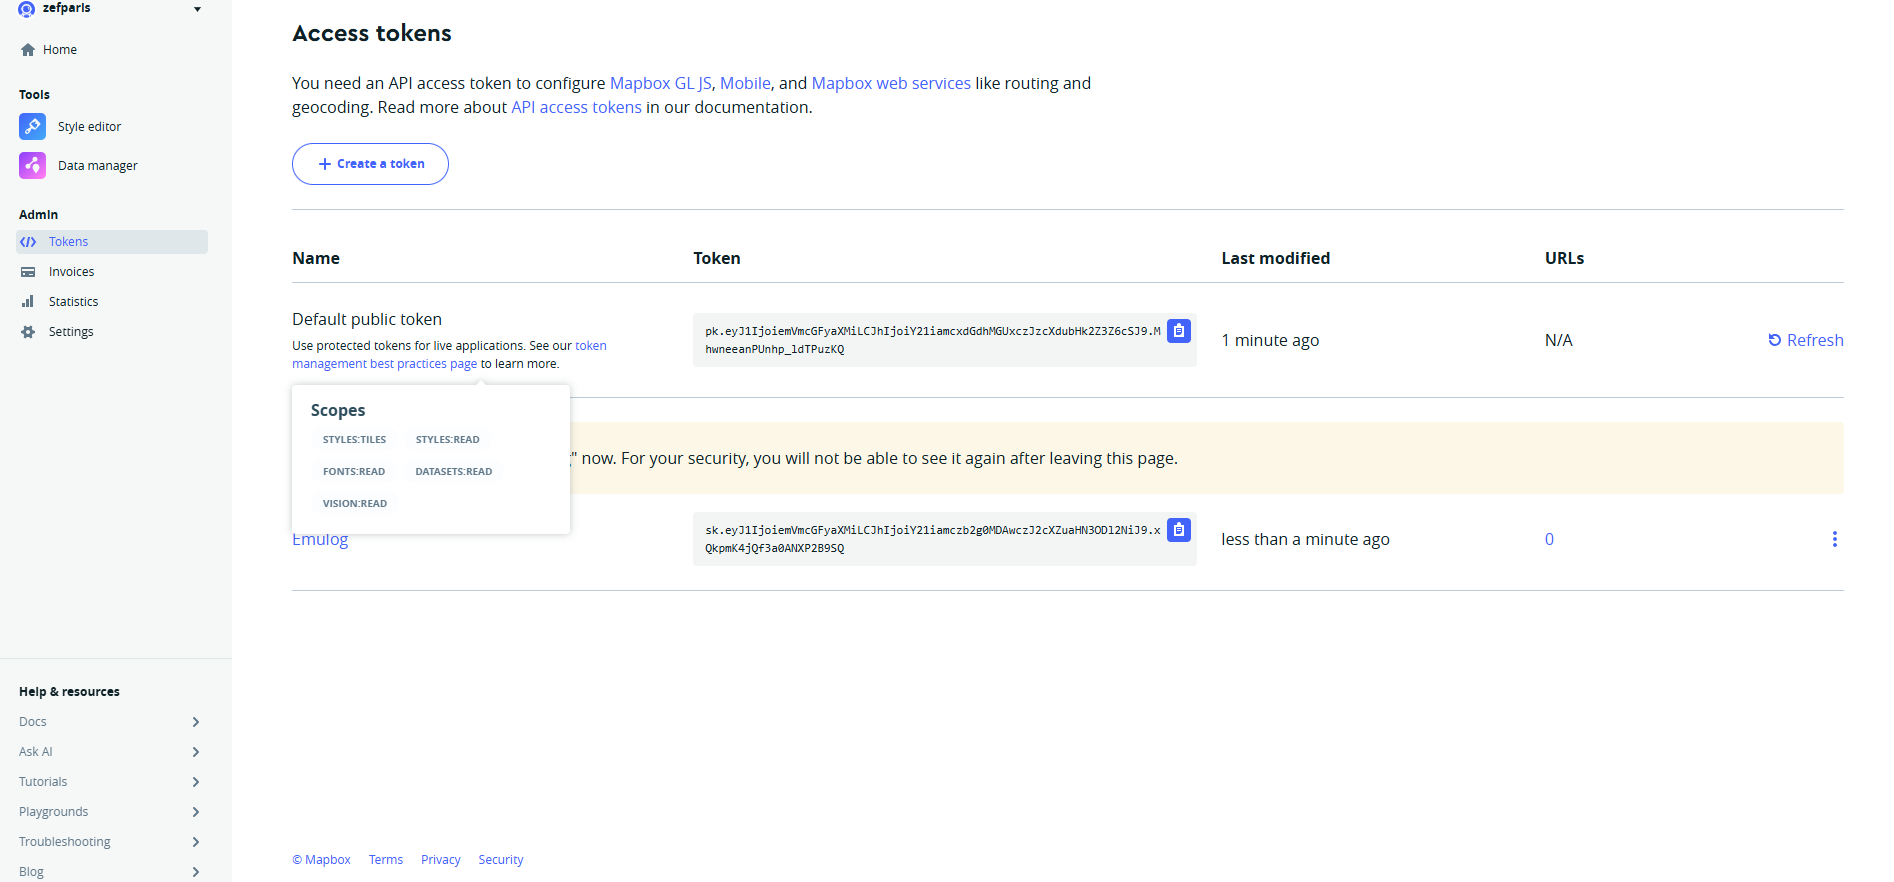 zefparis
Home
Tools
Style editor
Data manager
Admin
Tokens
Invoices
Statistics
Settings
Help & resources
Docs
Ask AI
Tutorials
Playgrounds
Troubleshooting
Blog
Access tokens
You need an API access token to configure Mapbox GL JS, Mobile, and Mapbox web services like routing and
geocoding. Read more about API access tokens in our documentation.
+ Create a token
Name Token Last modified URLs
Default public token
Use protected tokens for live applications. See our token
management best practices page to learn more.
pk.eyJ1IjoiemVmcGFyaXMiLCJhIjoiY21iamcxdGdhMGUxczJzcXdubHk2Z3Z6cSJ9.M
hwneeanPUnhp_ldTPuzKQ
1 minute ago
N/A
Refresh
Scopes
STYLES:TILES STYLES:READ
FONTS:READ DATASETS:READ
VISION:READ
" now. For your security, you will not be able to see it again after leaving this page.
Emulog
sk.eyJ1IjoiemVmcGFyaXMiLCJhIjoiY21iamczb2g0MDAwczJ2cXZuaHN3ODl2NiJ9.x
QkpmK4jQf3a0ANXP2B9SQ
less than a minute ago
0
© Mapbox Terms Privacy Security